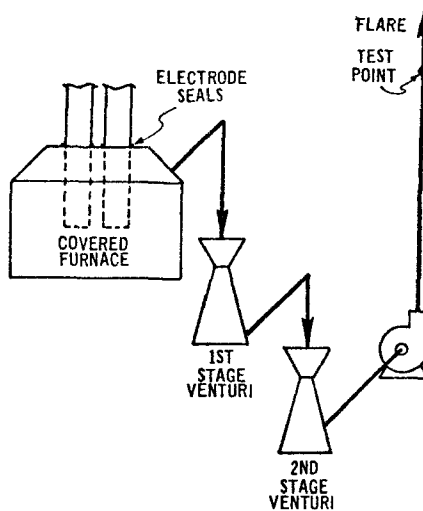 FLARE
TEST
POINT
ELECTRODE
SEALS
COVERED
FURNACE
1ST
STAGE
VENTURI
2ND
STAGE
VENTURI